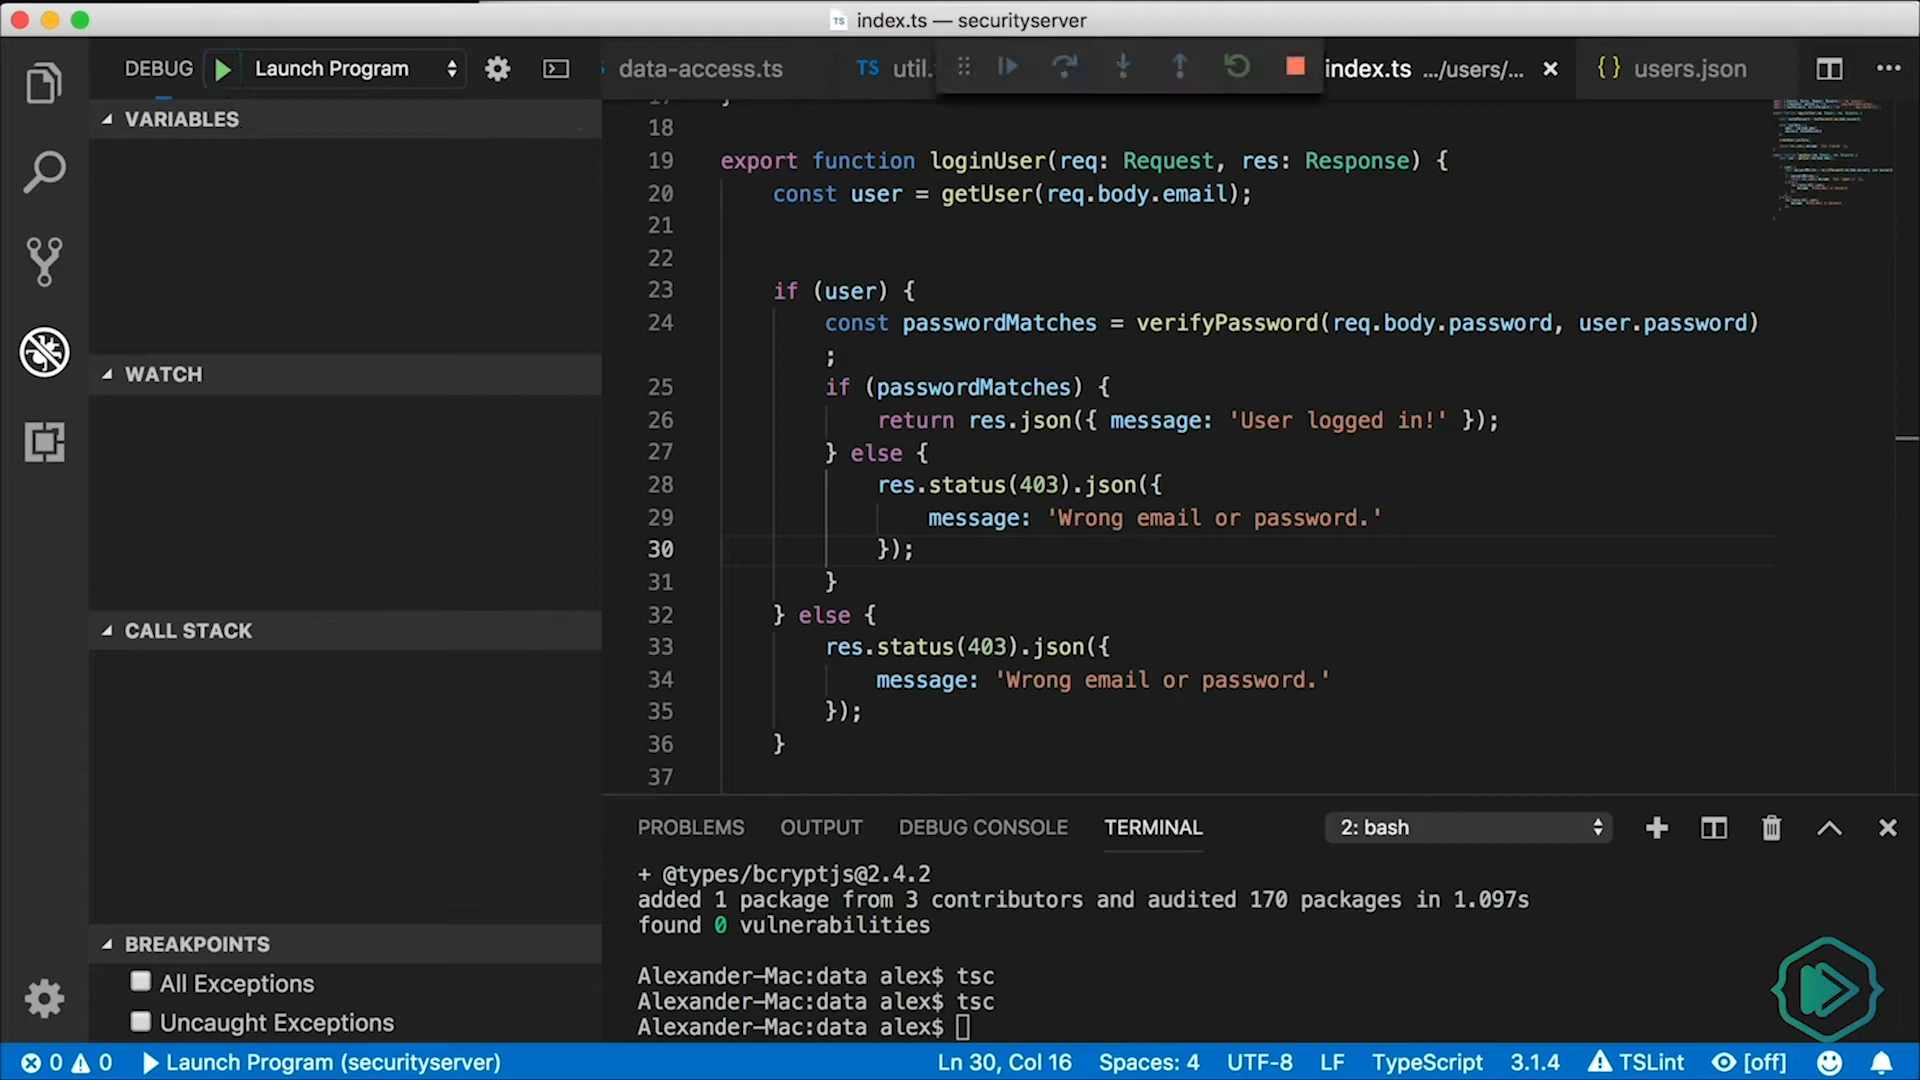 TS index.ts — securityserver
DEBUG Launch Program
data-access.ts
TS util.
index.ts .../users/...
{} users.json
VARIABLES
WATCH
CALL STACK
BREAKPOINTS
All Exceptions
Uncaught Exceptions
18
19 export function loginUser(req: Request, res: Response) {
20 const user = getUser(req.body.email);
21
22
23 if (user) {
24 const passwordMatches = verifyPassword(req.body.password, user.password)
;
25 if (passwordMatches) {
26 return res.json({ message: 'User logged in!' });
27 } else {
28 res.status(403).json({
29 message: 'Wrong email or password.'
30 });
31 }
32 } else {
33 res.status(403).json({
34 message: 'Wrong email or password.'
35 });
36 }
37
PROBLEMS OUTPUT DEBUG CONSOLE TERMINAL 2: bash
+ @types/bcryptjs@2.4.2
added 1 package from 3 contributors and audited 170 packages in 1.097s
found 0 vulnerabilities
Alexander-Mac:data alex$ tsc
Alexander-Mac:data alex$ tsc
Alexander-Mac:data alex$
0 0 Launch Program (securityserver) Ln 30, Col 16 Spaces: 4 UTF-8 LF TypeScript 3.1.4 TSLint [off]